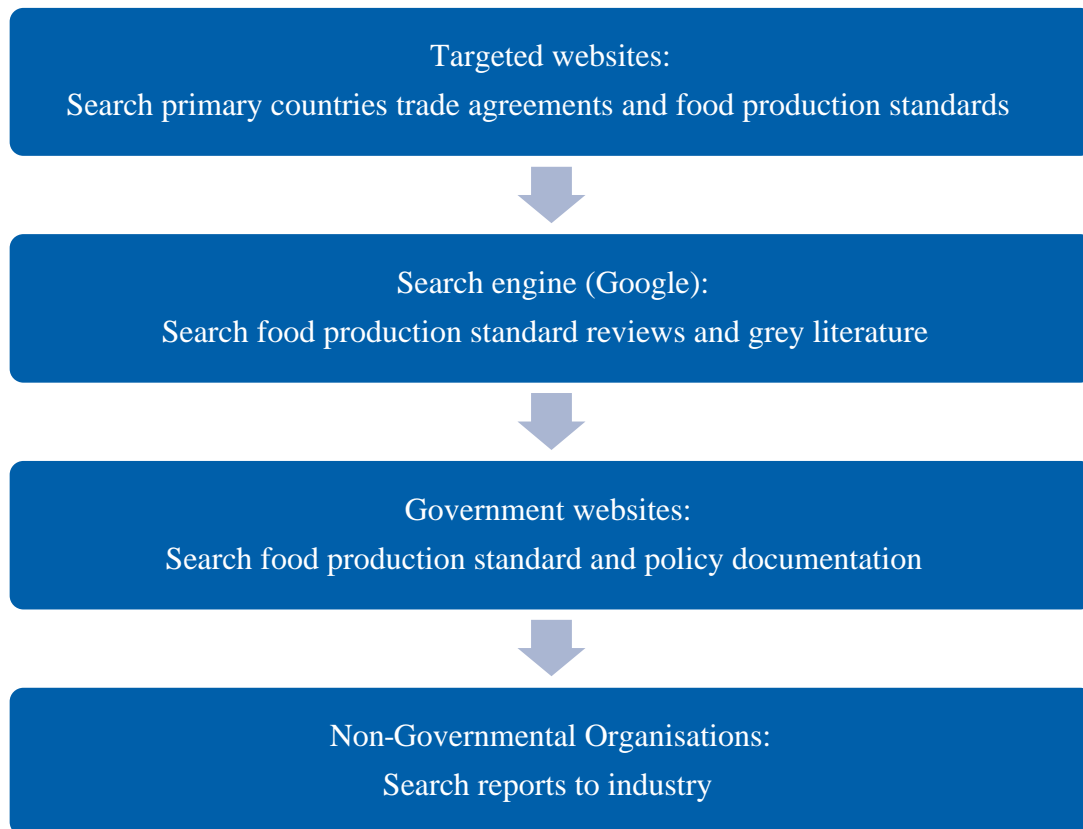 Targeted websites:
Search primary countries trade agreements and food production standards
Search engine (Google):
Search food production standard reviews and grey literature
Government websites:
Search food production standard and policy documentation
Non-Governmental Organisations:
Search reports to industry